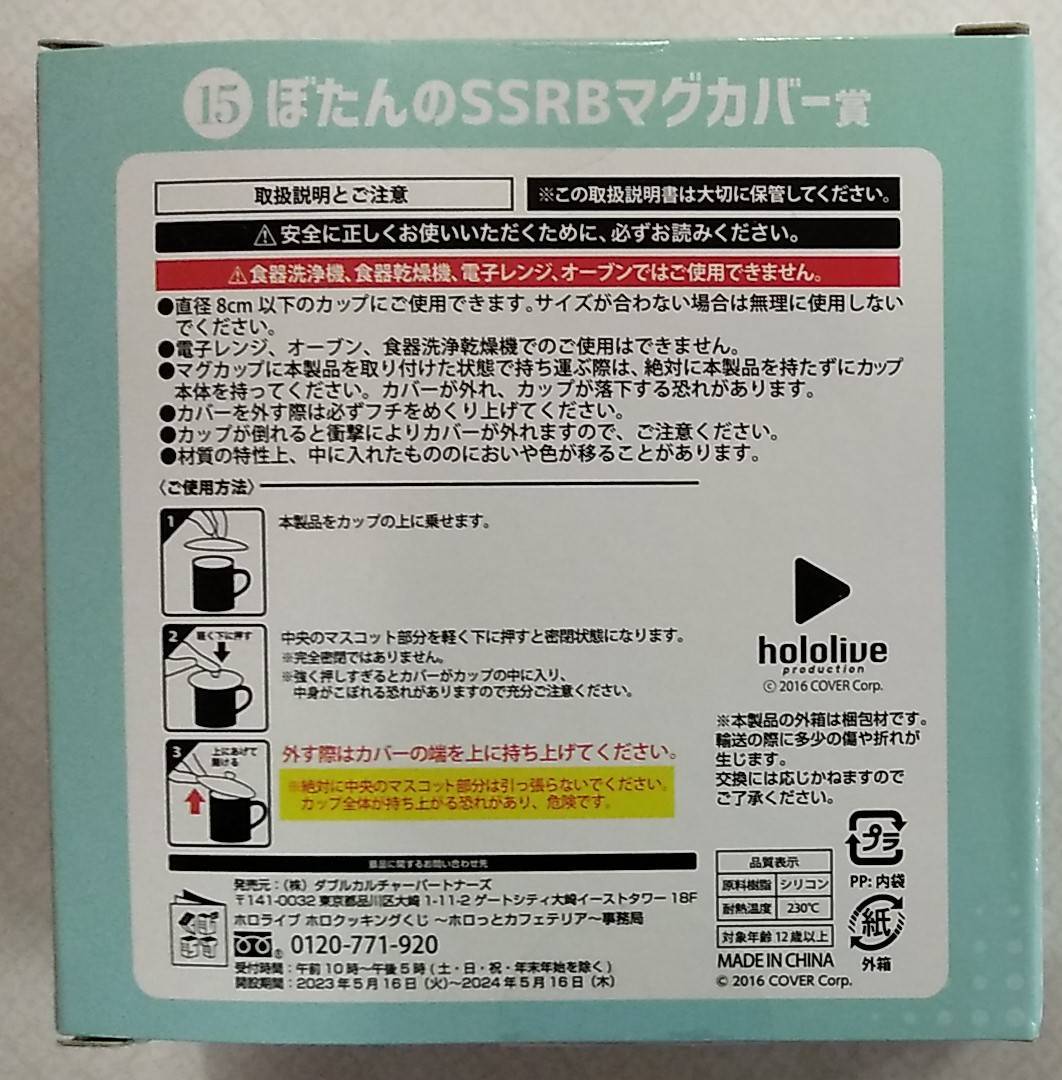 15 ぼたんのSSRBマグカバー賞
取扱説明とご注意
※この取扱説明書は大切に保管してください。
⚠安全に正しくお使いいただくために、必ずお読みください。
⚠食器洗浄機、食器乾燥機、電子レンジ、オーブンではご使用できません。
●直径8cm以下のカップにご使用できます。サイズが合わない場合は無理に使用しない
でください。
●電子レンジ、オーブン、食器洗浄乾燥機でのご使用はできません。
●マグカップに本製品を取り付けた状態で持ち運ぶ際は、絶対に本製品を持たずにカップ
本体を持ってください。カバーが外れ、カップが落下する恐れがあります。
●カバーを外す際は必ずフチをめくり上げてください。
●カップが倒れると衝撃によりカバーが外れますので、ご注意ください。
●材質の特性上、中に入れたもののにおいや色が移ることがあります。
〈ご使用方法〉
1
本製品をカップの上に乗せます。
2
軽く下に押す
中央のマスコット部分を軽く下に押すと密閉状態になります。
※完全密閉ではありません。
※強く押しすぎるとカバーがカップの中に入り、
中身がこぼれる恐れがありますので充分ご注意ください。
3
上にあげて
開ける
外す際はカバーの端を上に持ち上げてください。
※絶対に中央のマスコット部分は引っ張らないでください。
カップ全体が持ち上がる恐れがあり、危険です。
hololive
production
© 2016 COVER Corp.
※本製品の外箱は梱包材です。
輸送の際に多少の傷や折れが
生じます。
交換には応じかねますので
ご了承ください。
景品に関するお問い合わせ先
発売元：（株）ダブルカルチャーパートナーズ
〒141-0032 東京都品川区大崎1-11-2 ゲートシティ大崎イーストタワー 18F
ホロライブ ホロクッキングくじ ～ホロっとカフェテリア～事務局
0120-771-920
受付時間：午前10時～午後5時（土・日・祝・年末年始を除く）
開設期間：2023年5月16日（火）～2024年5月16日（木）
品質表示
原料樹脂 シリコン
耐熱温度 230℃
対象年齢12歳以上
MADE IN CHINA
© 2016 COVER Corp.
プラ
PP：内袋
紙
外箱